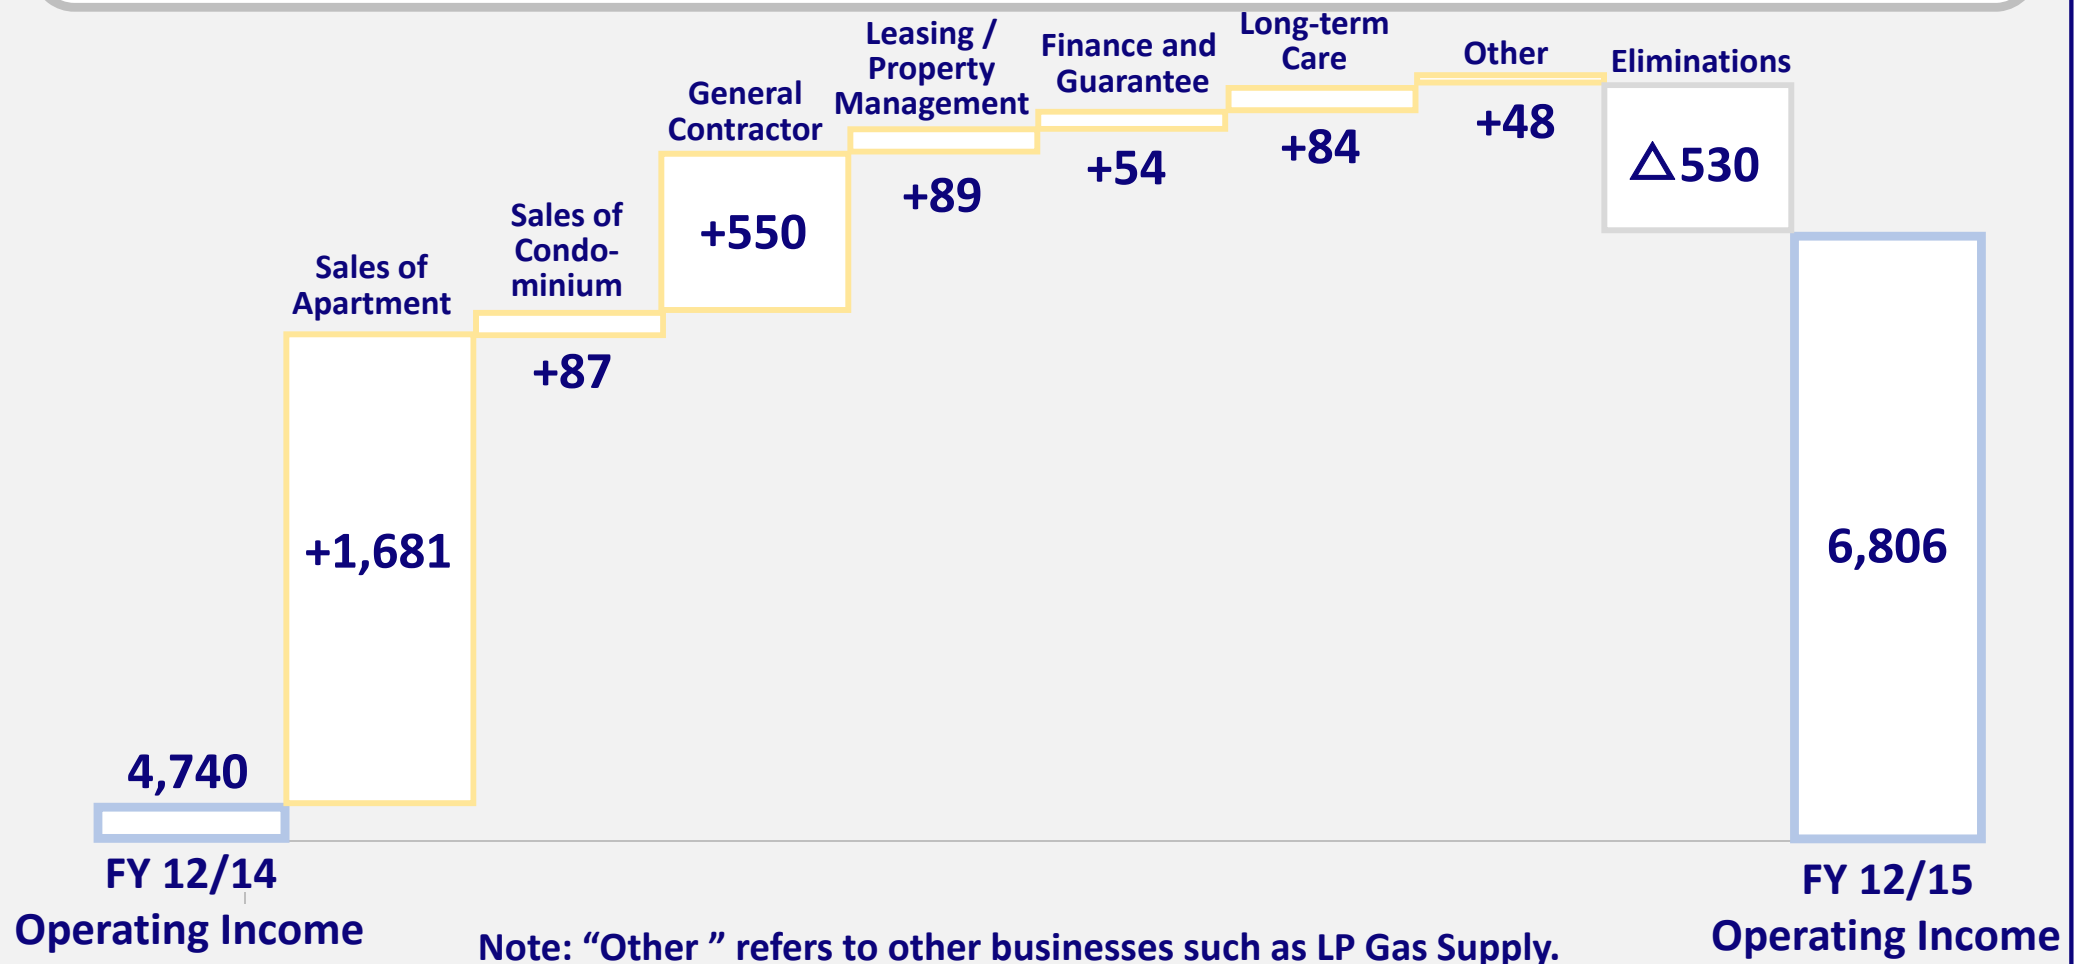 4,740
FY 12/14
Operating Income
Sales of
Apartment
+1,681
Sales of
Condo-
minium
+87
General
Contractor
+550
Leasing /
Property
Management
+89
Finance and
Guarantee
+54
Long-term
Care
+84
Other
+48
Eliminations
△530
6,806
FY 12/15
Operating Income
Note: “Other ” refers to other businesses such as LP Gas Supply.